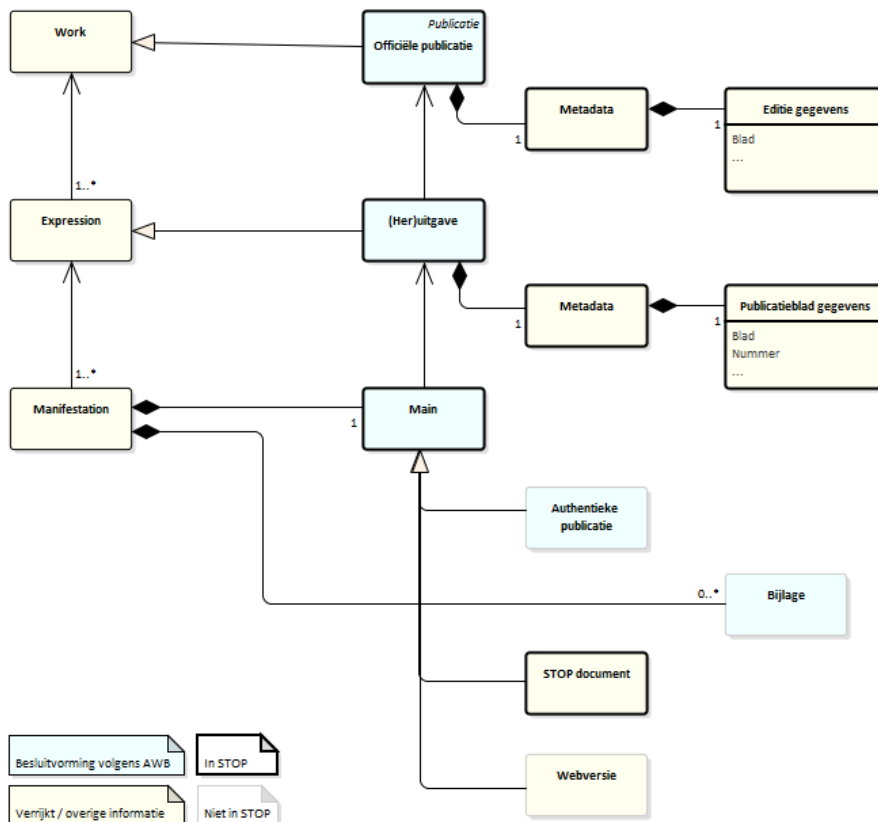 Work
Publicatie
Officiële publicatie
Metadata
1
Editie gegevens
1
Blad
...
1..*
Expression
(Her)uitgave
Metadata
1
Publicatieblad gegevens
1
Blad
Nummer
...
1..*
Manifestation
1
Main
Authentieke
publicatie
0..*
Bijlage
STOP document
Webversie
Besluitvorming volgens AWB
In STOP
Verrijkt / overige informatie
Niet in STOP